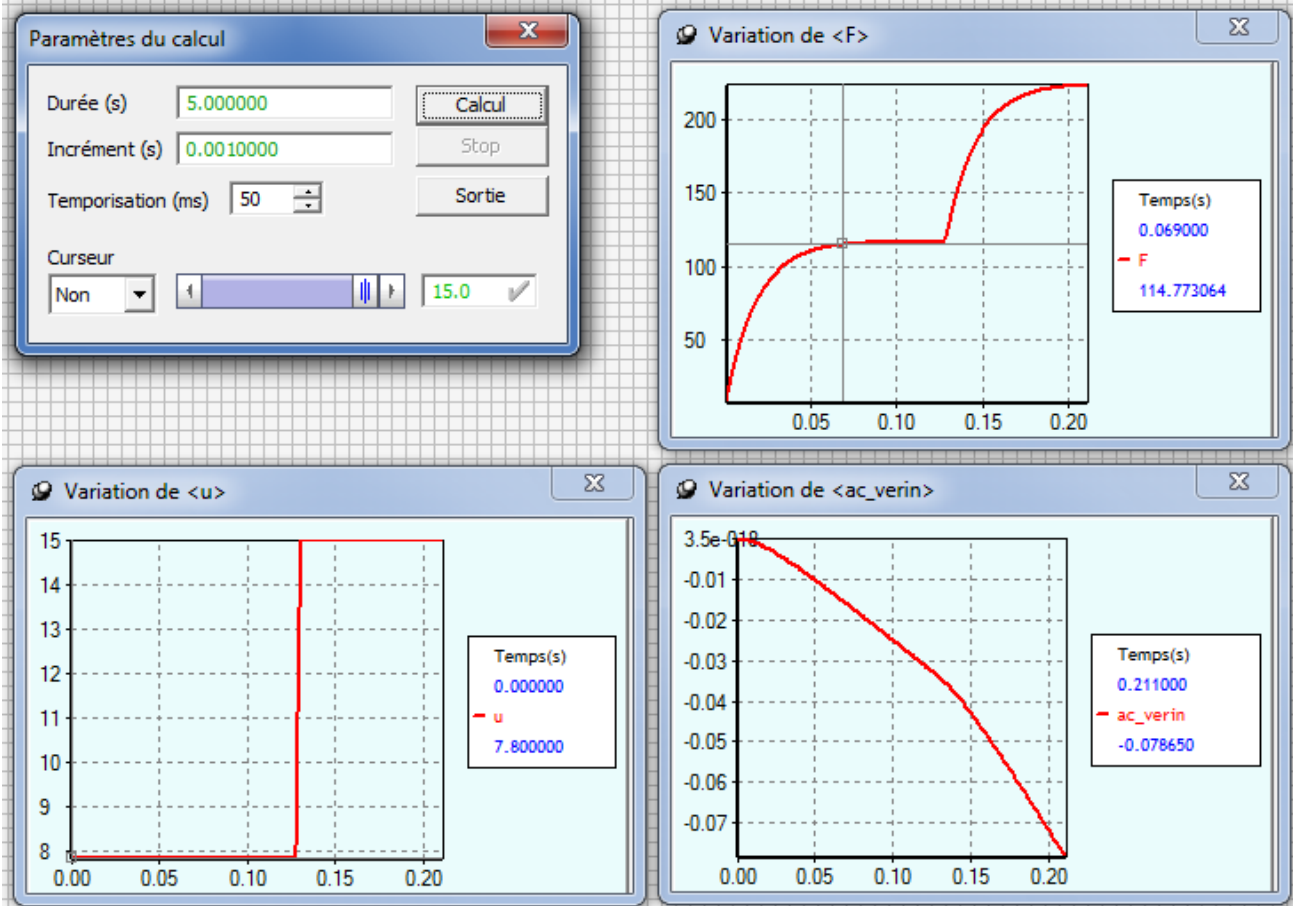 Paramètres du calcul
Durée (s) 5.000000 Calcul
Incrément (s) 0.0010000 Stop
Temporisation (ms) 50 Sortie
Curseur
Non 15.0
Variation de <F>
200
150
100
50
0.05 0.10 0.15 0.20
Temps(s)
0.069000
F
114.773064
Variation de <u>
15
14
13
12
11
10
9
8
0.00 0.05 0.10 0.15 0.20
Temps(s)
0.000000
u
7.800000
Variation de <ac_verin>
3.5e-018
-0.01
-0.02
-0.03
-0.04
-0.05
-0.06
-0.07
0.00 0.05 0.10 0.15 0.20
Temps(s)
0.211000
ac_verin
-0.078650